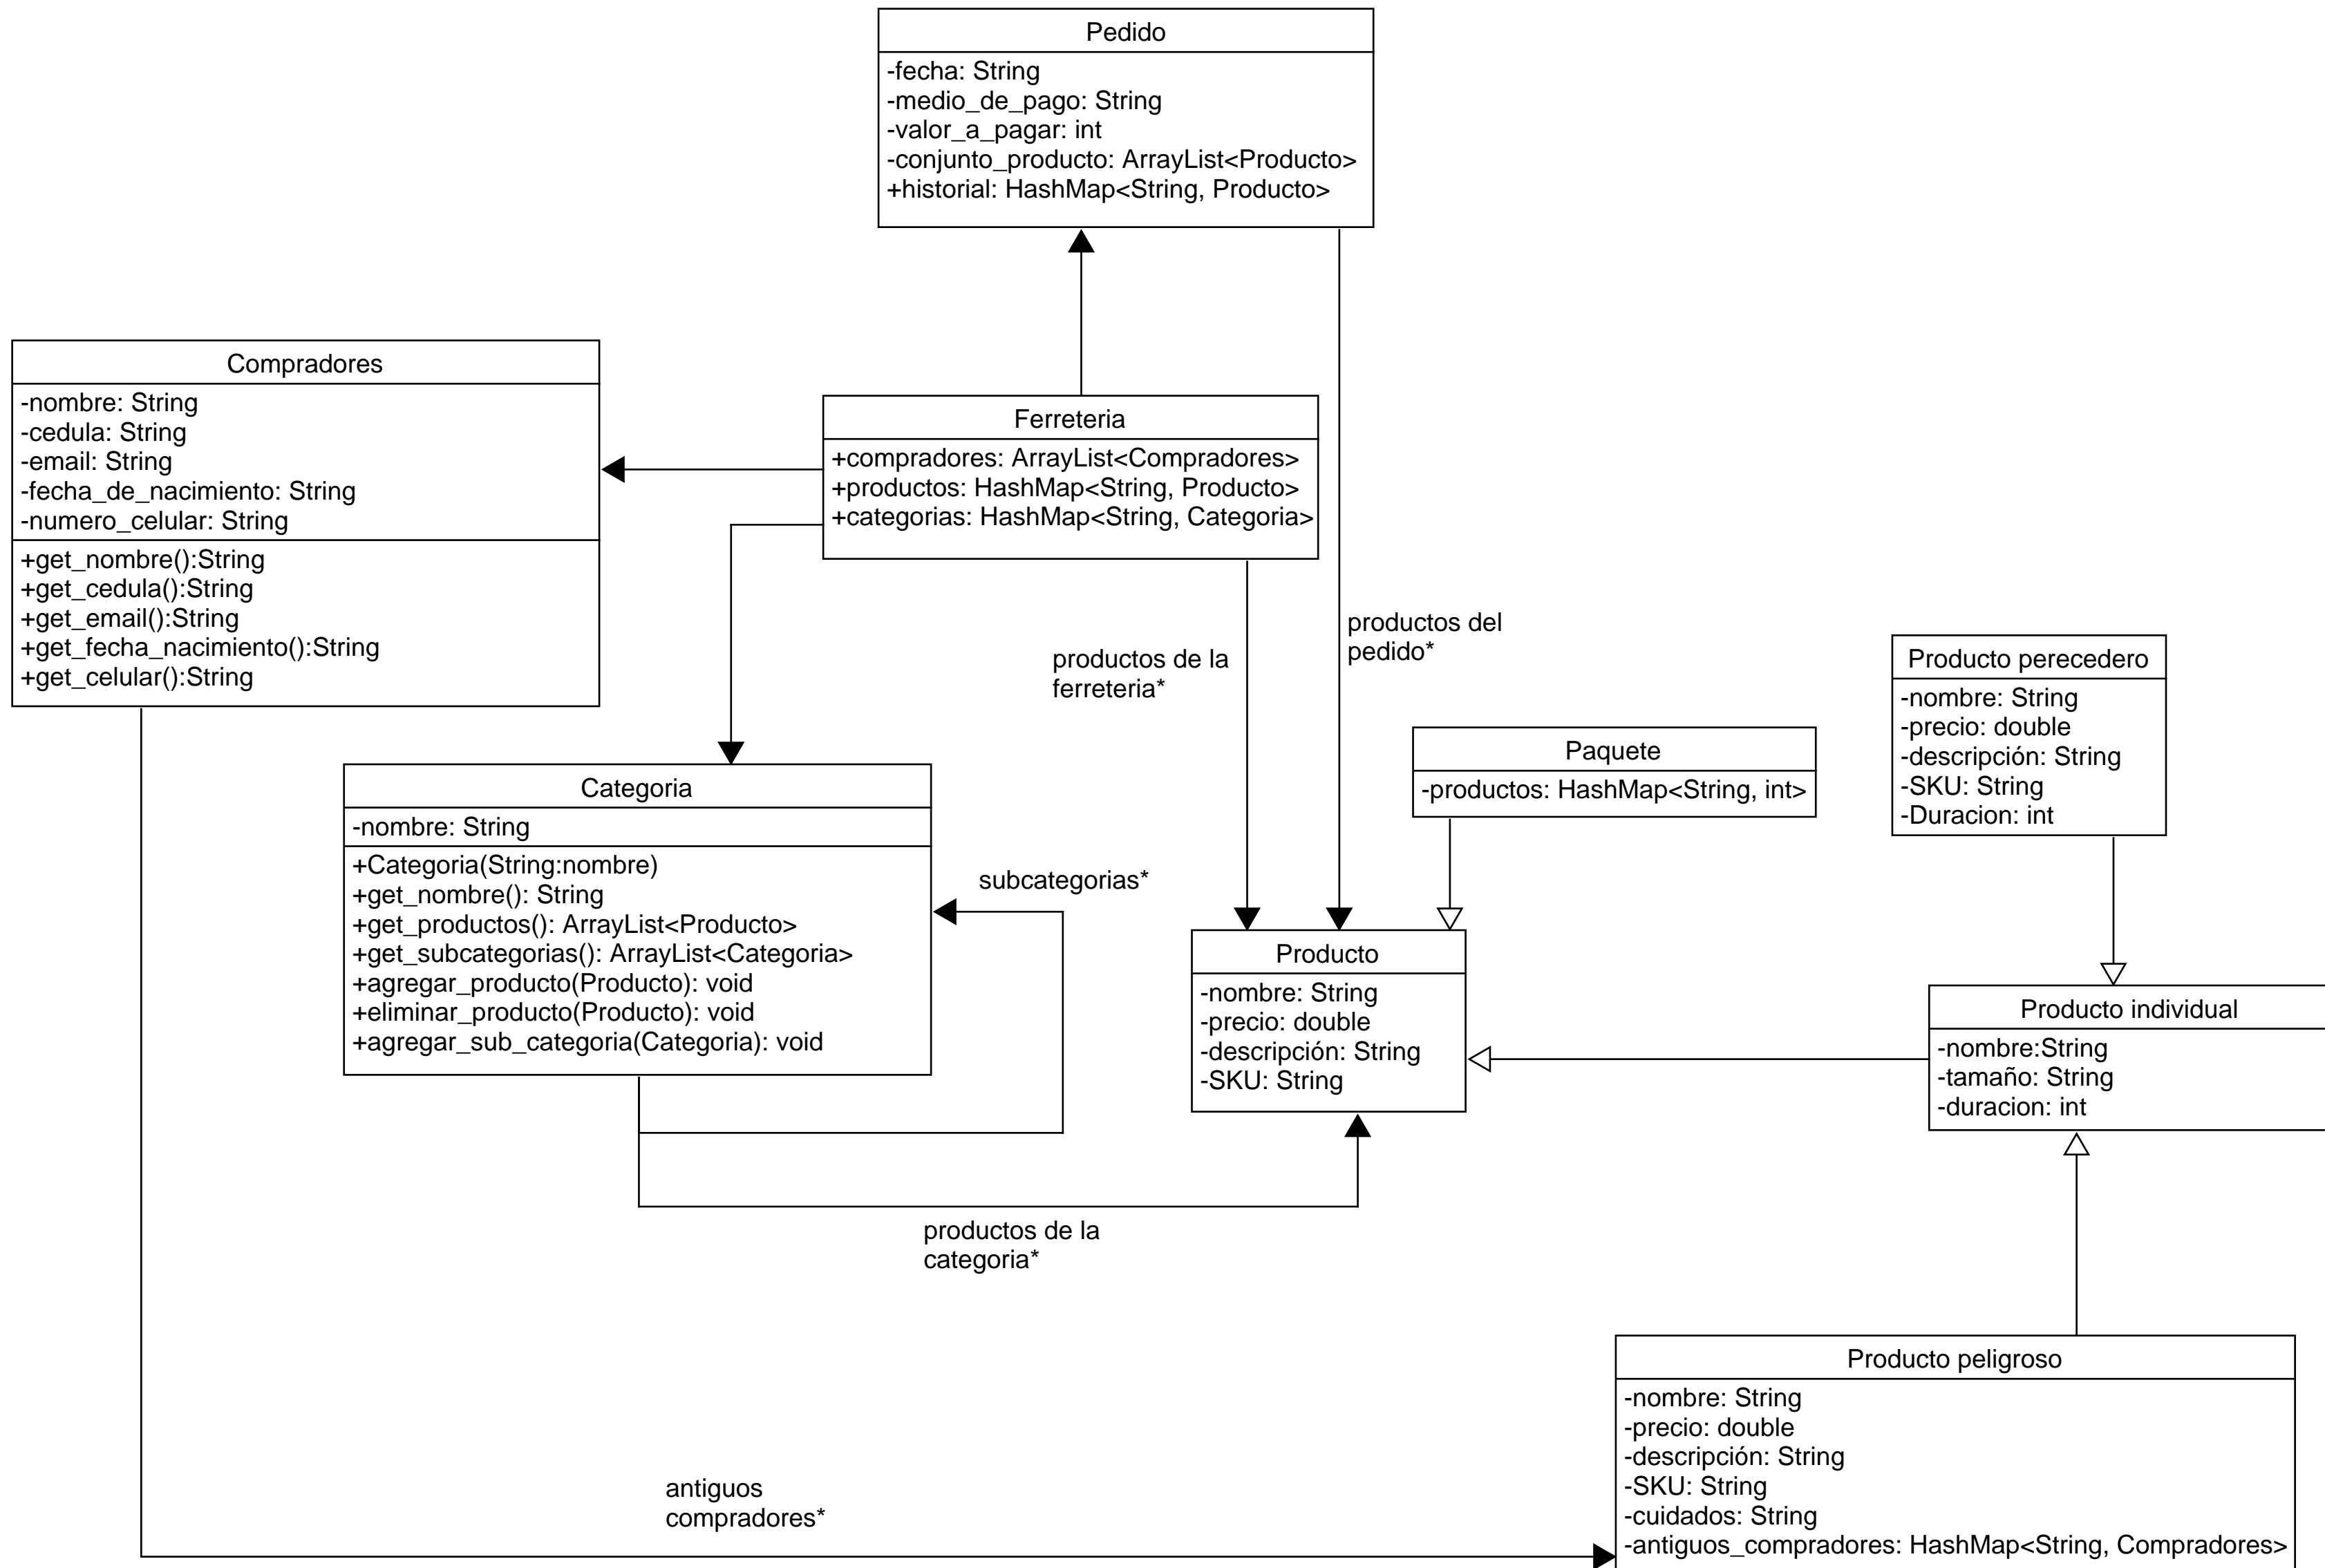 Pedido
-fecha: String
-medio_de_pago: String
-valor_a_pagar: int
-conjunto_producto: ArrayList<Producto>
+historial: HashMap<String, Producto>
Compradores
-nombre: String
-cedula: String
-email: String
-fecha_de_nacimiento: String
-numero_celular: String
+get_nombre():String
+get_cedula():String
+get_email():String
+get_fecha_nacimiento():String
+get_celular():String
Ferreteria
+compradores: ArrayList<Compradores>
+productos: HashMap<String, Producto>
+categorias: HashMap<String, Categoria>
productos de la
ferreteria*
productos del
pedido*
Producto perecedero
-nombre: String
-precio: double
-descripción: String
-SKU: String
-Duracion: int
Paquete
-productos: HashMap<String, int>
Categoria
-nombre: String
+Categoria(String:nombre)
+get_nombre(): String
+get_productos(): ArrayList<Producto>
+get_subcategorias(): ArrayList<Categoria>
+agregar_producto(Producto): void
+eliminar_producto(Producto): void
+agregar_sub_categoria(Categoria): void
subcategorias*
Producto
-nombre: String
-precio: double
-descripción: String
-SKU: String
Producto individual
-nombre:String
-tamaño: String
-duracion: int
productos de la
categoria*
Producto peligroso
-nombre: String
-precio: double
-descripción: String
-SKU: String
-cuidados: String
-antiguos_compradores: HashMap<String, Compradores>
antiguos
compradores*